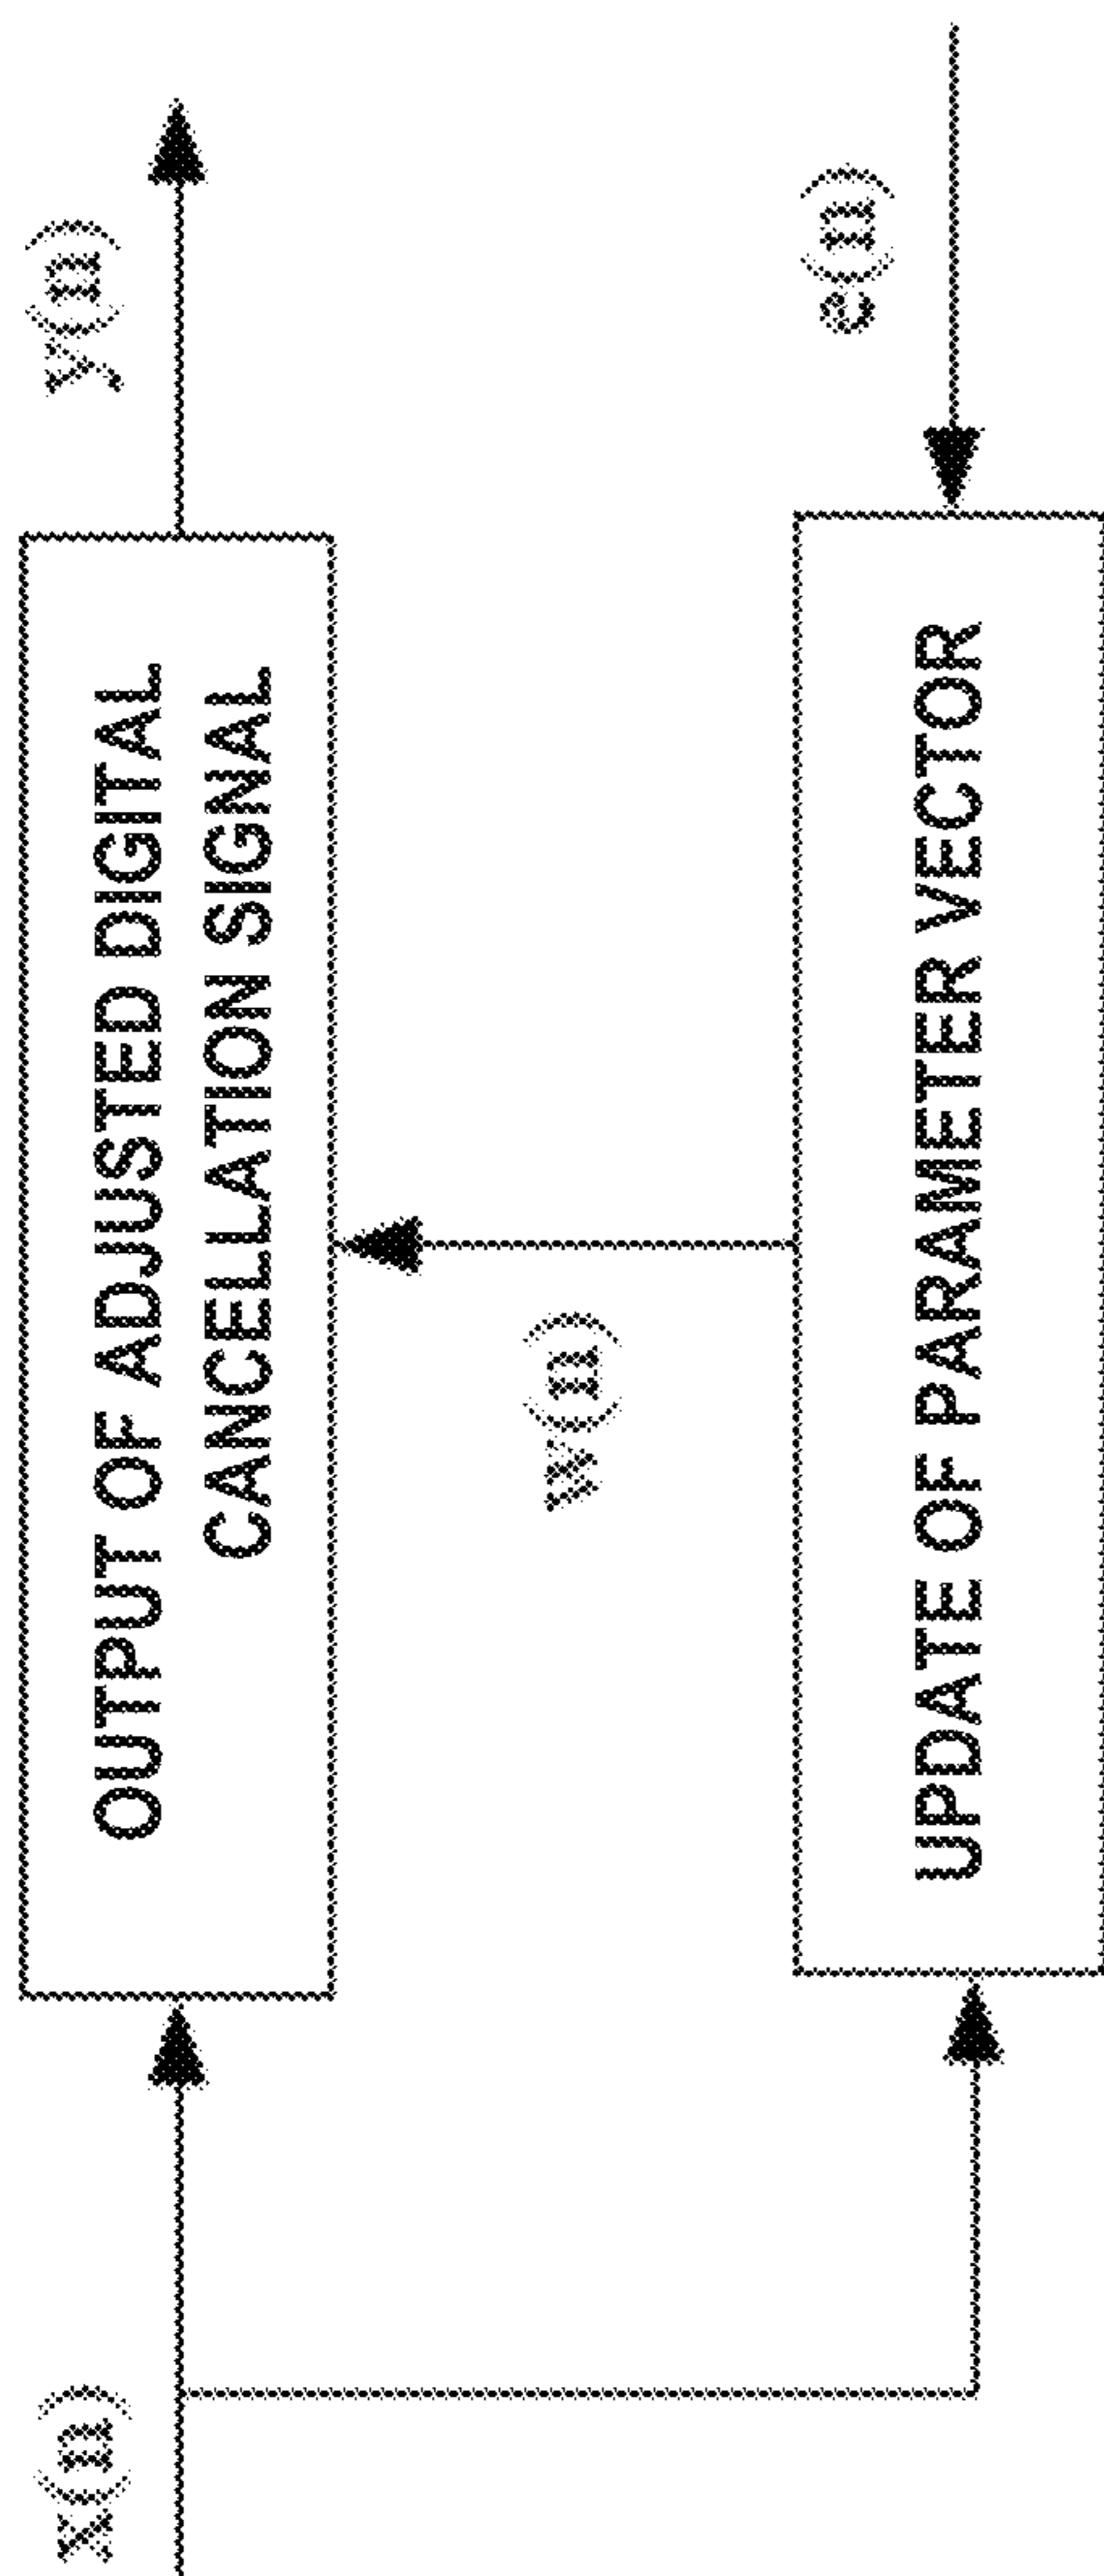 x(n)
OUTPUT OF ADJUSTED DIGITAL
CANCELLATION SIGNAL
y(n)
w(n)
e(n)
UPDATE OF PARAMETER VECTOR